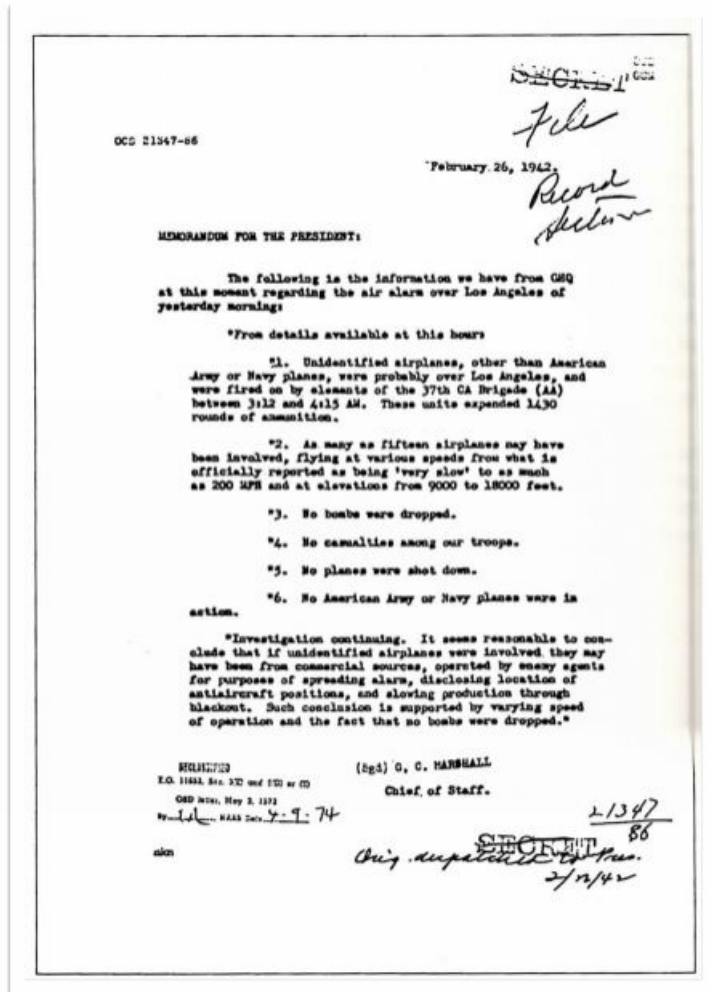 SECRET
File
OCS 21347-86
February 26, 1942.
Record
Section
MEMORANDUM FOR THE PRESIDENT:
The following is the information we have from GHQ
at this moment regarding the air alarm over Los Angeles of
yesterday morning:
"From details available at this hour:
"1. Unidentified airplanes, other than American
Army or Navy planes, were probably over Los Angeles, and
were fired on by elements of the 37th CA Brigade (AA)
between 3:12 and 4:15 AM. These units expended 1430
rounds of ammunition.
"2. As many as fifteen airplanes may have
been involved, flying at various speeds from what is
officially reported as being 'very slow' to as much
as 200 MPH and at elevations from 9000 to 18000 feet.
"3. No bombs were dropped.
"4. No casualties among our troops.
"5. No planes were shot down.
"6. No American Army or Navy planes were in
action.
"Investigation continuing. It seems reasonable to con-
clude that if unidentified airplanes were involved they may
have been from commercial sources, operated by enemy agents
for purposes of spreading alarm, disclosing location of
antiaircraft positions, and slowing production through
blackout. Such conclusion is supported by varying speed
of operation and the fact that no bombs were dropped."
DECLASSIFIED
(Sgd) G. C. MARSHALL
E.O. 11652, Sec.
Chief of Staff.
OSD letter, May 3, 1972
By NARS Date 4-9-74
21347
86
SECRET
Orig. dispatched to Pres.